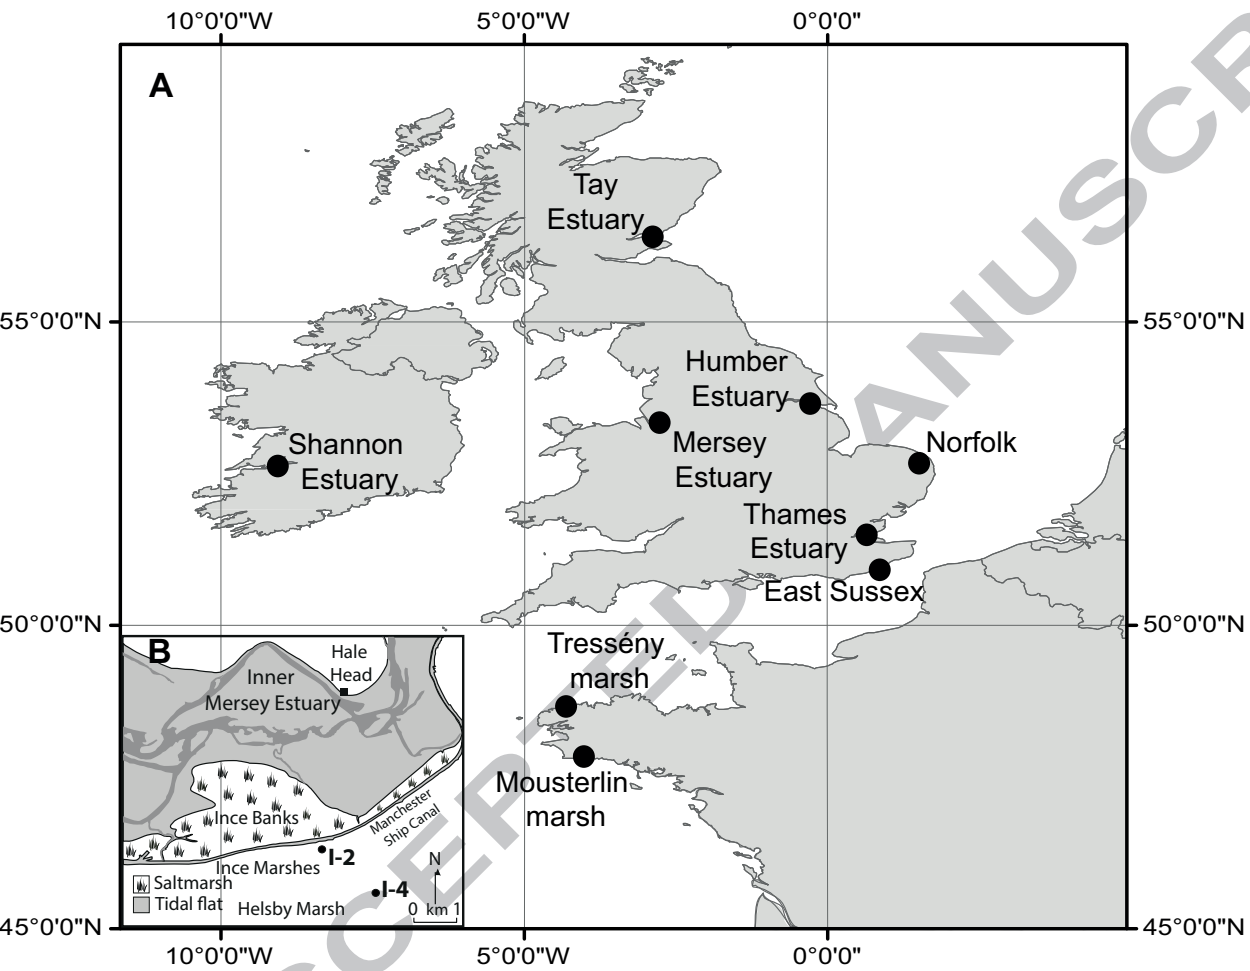 10°0'0"W 5°0'0"W 0°0'0"
A
Tay
Estuary
55°0'0"N 55°0'0"N
Humber
Estuary
Mersey
Estuary
Norfolk
Shannon
Estuary
Thames
Estuary
East Sussex
50°0'0"N 50°0'0"N
Tressény
marsh
Mousterlin
marsh
B
Hale
Head
Inner
Mersey Estuary
Ince Banks
Manchester
Ship Canal
I-2
Ince Marshes
Saltmarsh
Tidal flat
I-4
Helsby Marsh
N
0 km 1
45°0'0"N 45°0'0"N
10°0'0"W 5°0'0"W 0°0'0"
CEPTED MANUSCR